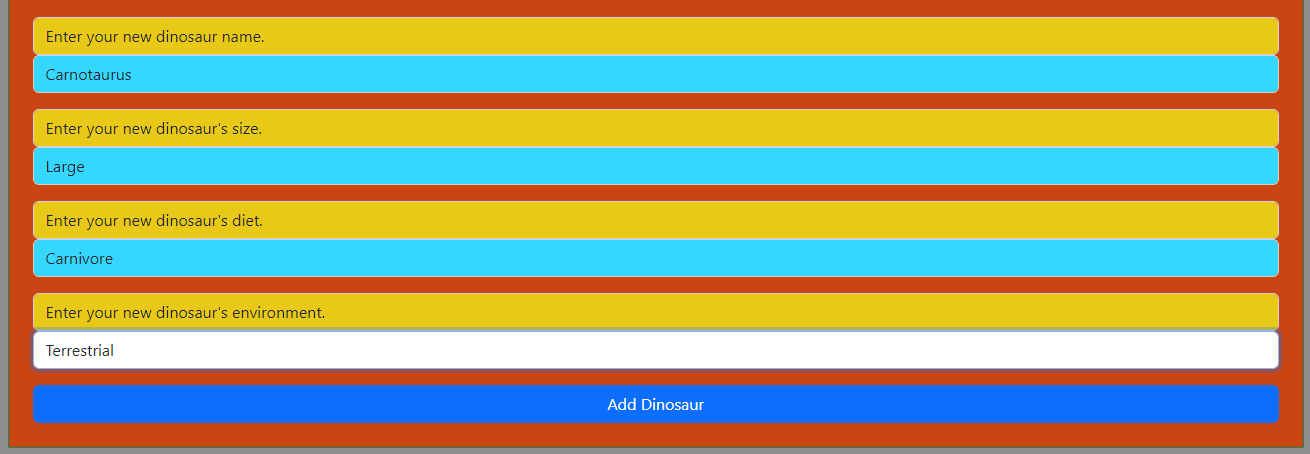 Enter your new dinosaur name.
Carnotaurus
Enter your new dinosaur's size.
Large
Enter your new dinosaur's diet.
Carnivore
Enter your new dinosaur's environment.
Terrestrial
Add Dinosaur